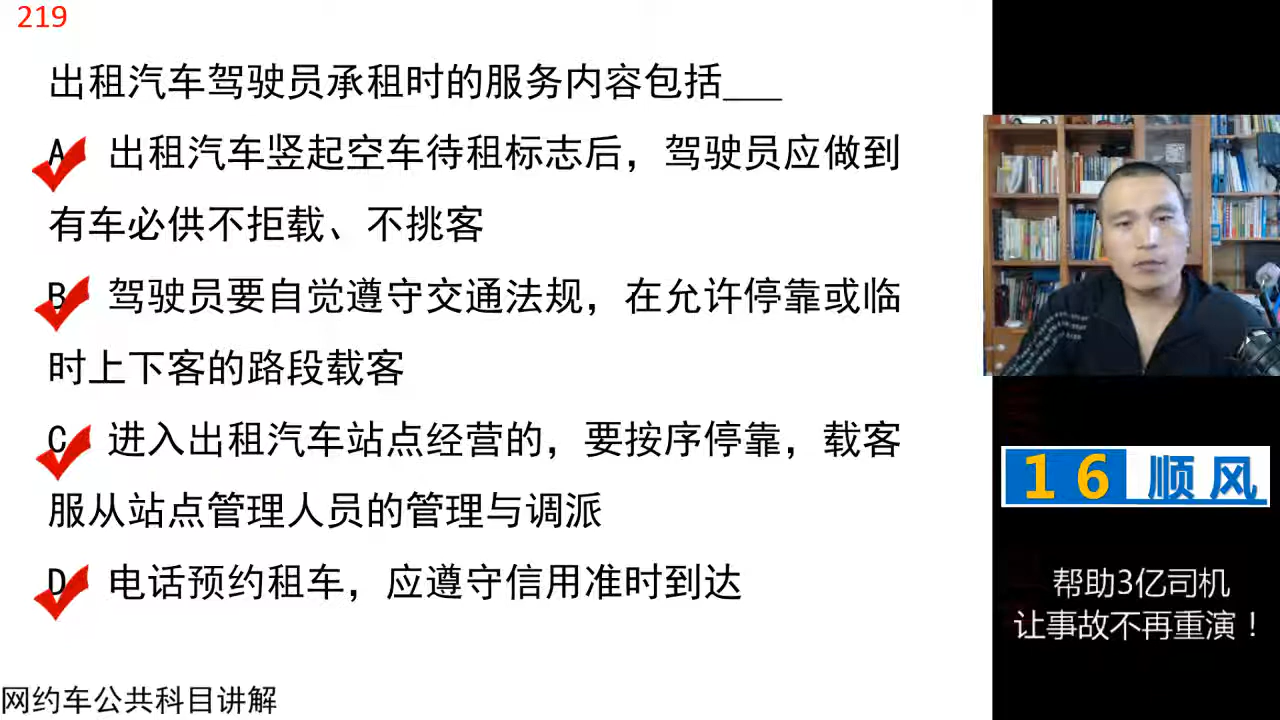 219
出租汽车驾驶员承租时的服务内容包括___
A 出租汽车竖起空车待租标志后，驾驶员应做到
有车必供不拒载、不挑客
B 驾驶员要自觉遵守交通法规，在允许停靠或临
时上下客的路段载客
C 进入出租汽车站点经营的，要按序停靠，载客
服从站点管理人员的管理与调派
D 电话预约租车，应遵守信用准时到达
网约车公共科目讲解
16顺风
帮助3亿司机
让事故不再重演！